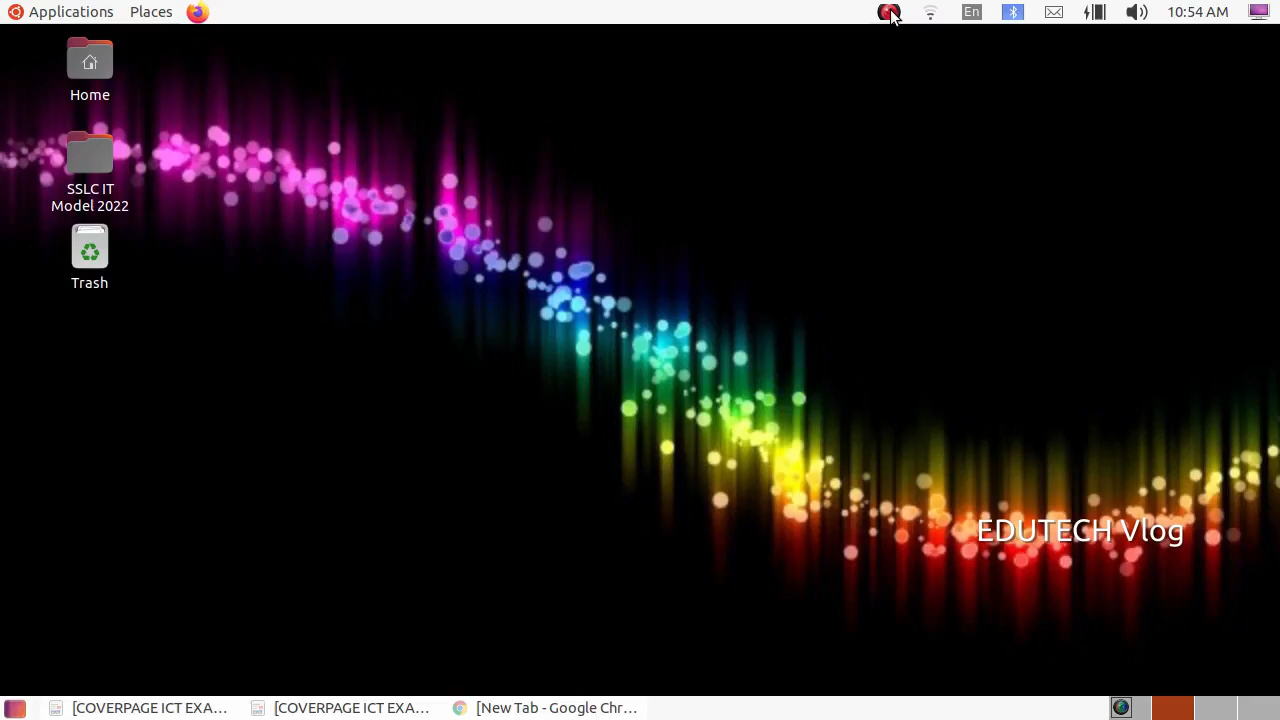 Applications Places En 10:54 AM
Home
SSLC IT
Model 2022
Trash
EDUTECH Vlog
[COVERPAGE ICT EXA... [COVERPAGE ICT EXA... [New Tab - Google Chr...